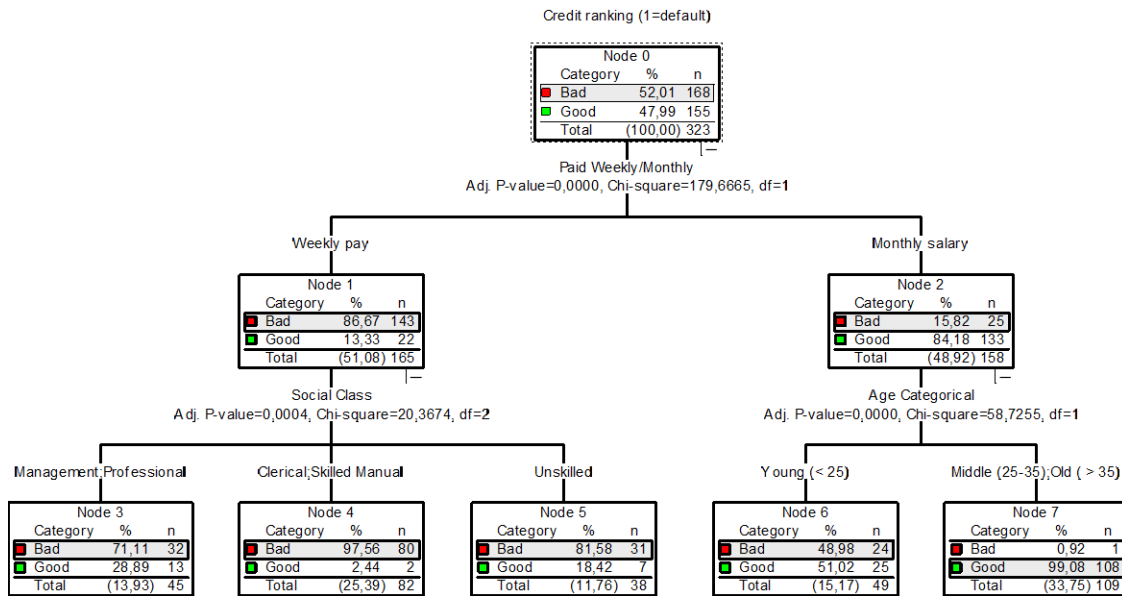 Credit ranking (1=default)
Node 0
Category % n
Bad 52,01 168
Good 47,99 155
Total (100,00) 323
Paid Weekly/Monthly
Adj. P-value=0,0000, Chi-square=179,6665, df=1
Weekly pay
Monthly salary
Node 1
Category % n
Bad 86,67 143
Good 13,33 22
Total (51,08) 165
Node 2
Category % n
Bad 15,82 25
Good 84,18 133
Total (48,92) 158
Social Class
Adj. P-value=0,0004, Chi-square=20,3674, df=2
Age Categorical
Adj. P-value=0,0000, Chi-square=58,7255, df=1
Management;Professional
Clerical;Skilled Manual
Unskilled
Young (< 25)
Middle (25-35);Old ( > 35)
Node 3
Category % n
Bad 71,11 32
Good 28,89 13
Total (13,93) 45
Node 4
Category % n
Bad 97,56 80
Good 2,44 2
Total (25,39) 82
Node 5
Category % n
Bad 81,58 31
Good 18,42 7
Total (11,76) 38
Node 6
Category % n
Bad 48,98 24
Good 51,02 25
Total (15,17) 49
Node 7
Category % n
Bad 0,92 1
Good 99,08 108
Total (33,75) 109